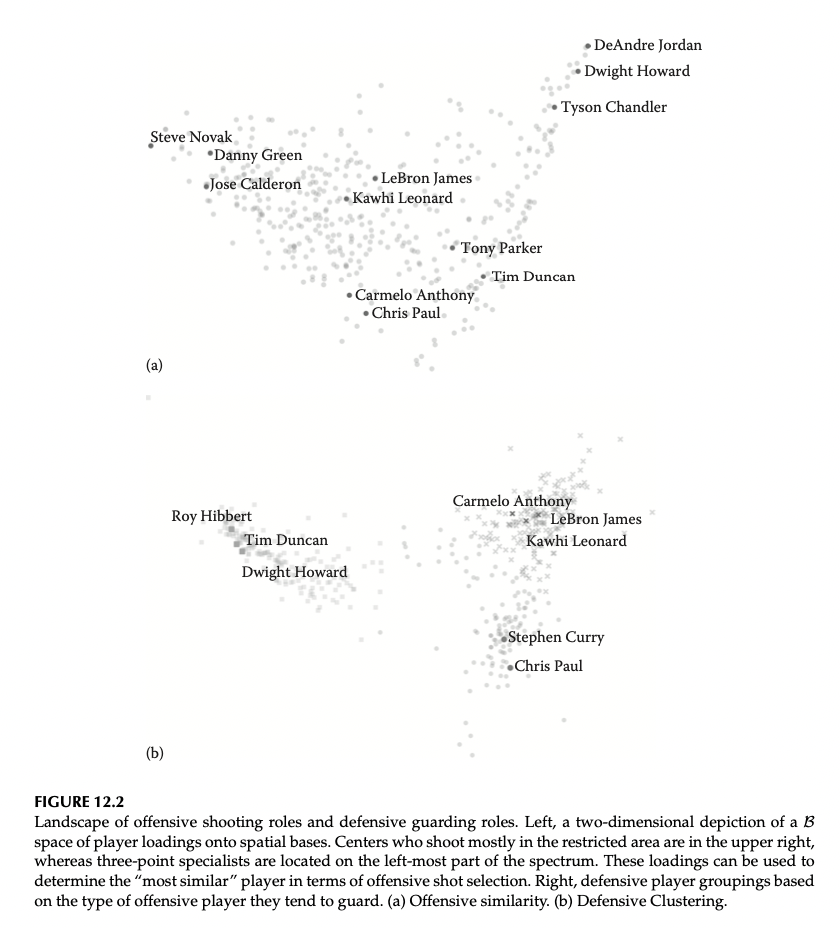 DeAndre Jordan
Dwight Howard
Tyson Chandler
Steve Novak
Danny Green
LeBron James
Jose Calderon
Kawhi Leonard
Tony Parker
Tim Duncan
Carmelo Anthony
Chris Paul
(a)
Carmelo Anthony
Roy Hibbert
LeBron James
Tim Duncan
Kawhi Leonard
Dwight Howard
Stephen Curry
Chris Paul
(b)
FIGURE 12.2
Landscape of offensive shooting roles and defensive guarding roles. Left, a two-dimensional depiction of a ℬ
space of player loadings onto spatial bases. Centers who shoot mostly in the restricted area are in the upper right,
whereas three-point specialists are located on the left-most part of the spectrum. These loadings can be used to
determine the “most similar” player in terms of offensive shot selection. Right, defensive player groupings based
on the type of offensive player they tend to guard. (a) Offensive similarity. (b) Defensive Clustering.